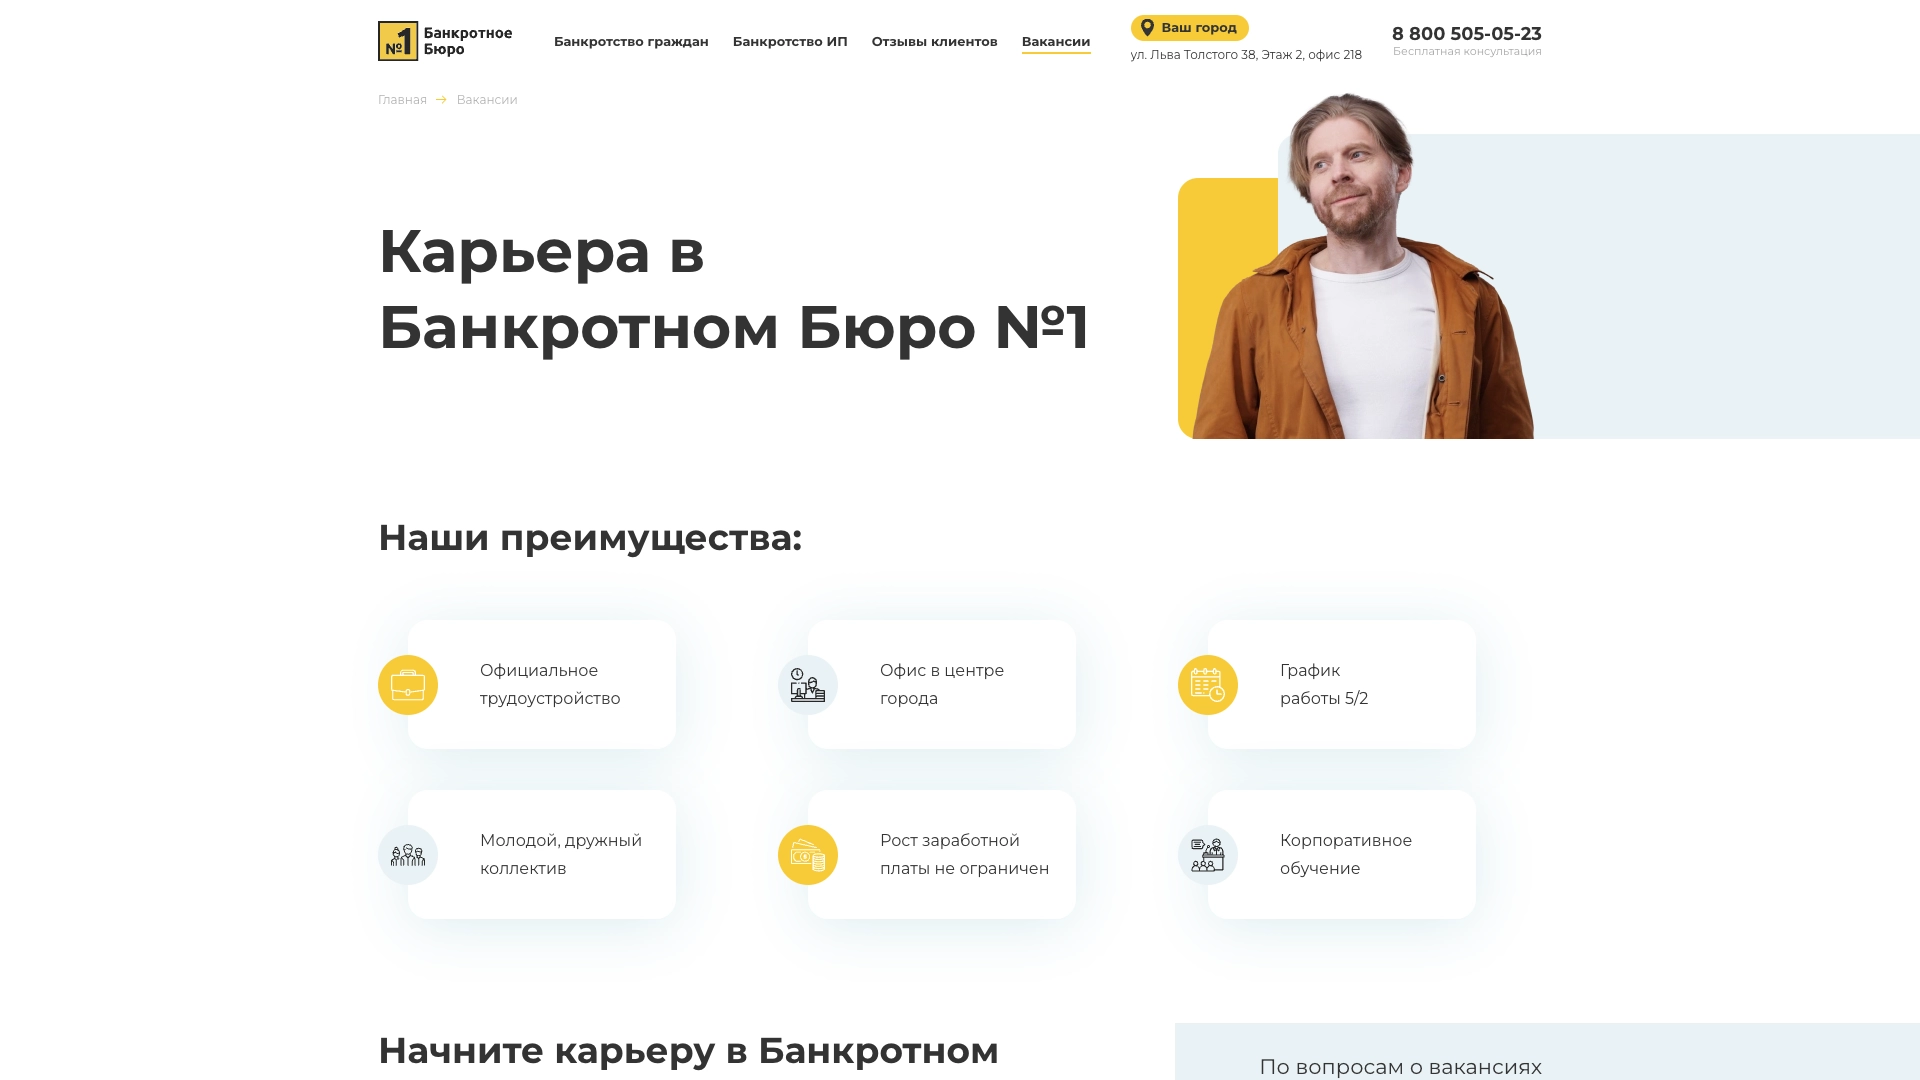 №1 Банкротное
Бюро
Банкротство граждан
Банкротство ИП
Отзывы клиентов
Вакансии
Ваш город
ул. Льва Толстого 38, Этаж 2, офис 218
8 800 505-05-23
Бесплатная консультация
Главная → Вакансии
Карьера в
Банкротном Бюро №1
Наши преимущества:
Официальное
трудоустройство
Офис в центре
города
График
работы 5/2
Молодой, дружный
коллектив
Рост заработной
платы не ограничен
Корпоративное
обучение
Начните карьеру в Банкротном
По вопросам о вакансиях